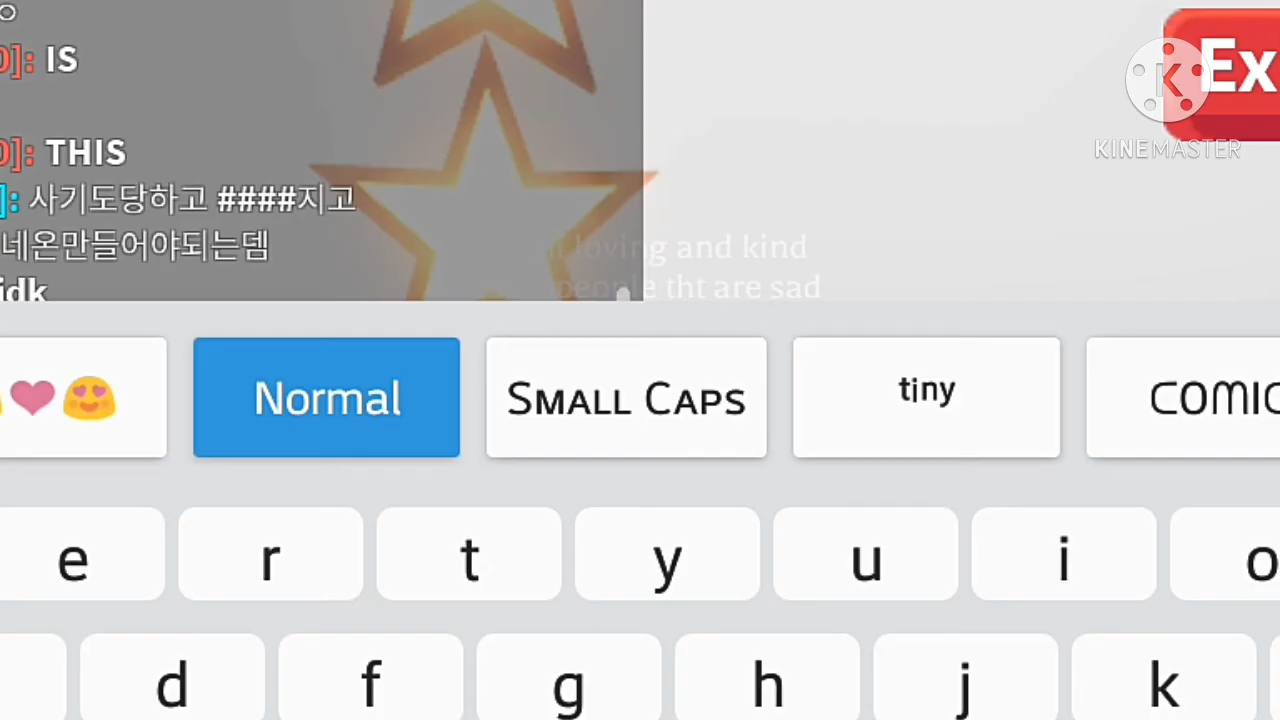 ]: IS
Ex
KINEMASTER
]: THIS
]: 사기도당하고 ####지고
네온만들어야되는뎀
loving and kind
people tht are sad
idk
Normal
Small Caps
tiny
COMIC
e r t y u i o
d f g h j k